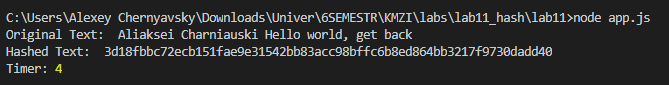 C:\Users\Alexey Chernyavsky\Downloads\Univer\6SEMESTR\KMZI\labs\lab11_hash\lab11>node app.js
Original Text:  Aliaksei Charniauski Hello world, get back
Hashed Text:  3d18fbbc72ecb151fae9e31542bb83acc98bffc6b8ed864bb3217f9730dadd40
Timer: 4